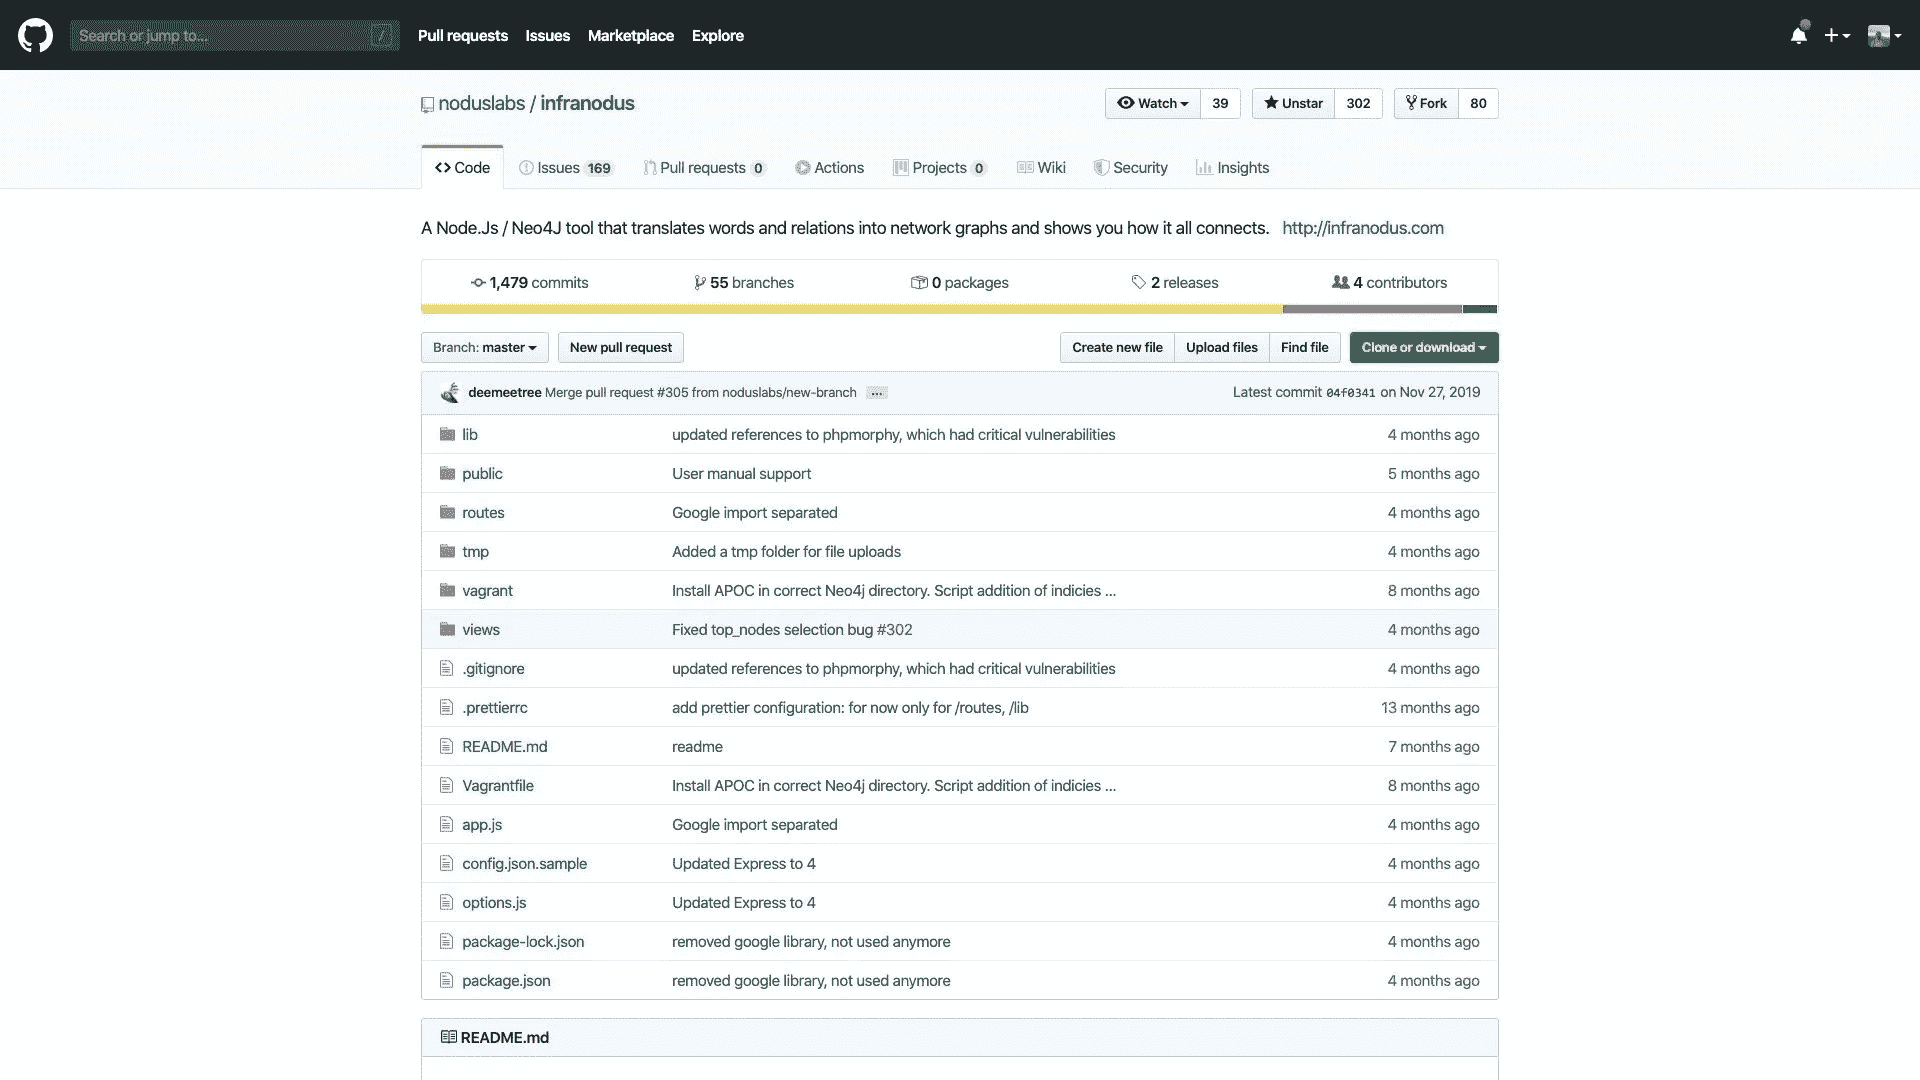 Search or jump to... /
Pull requests Issues Marketplace Explore
noduslabs / infranodus
Watch 39 Unstar 302 Fork 80
Code Issues 169 Pull requests 0 Actions Projects 0 Wiki Security Insights
A Node.Js / Neo4J tool that translates words and relations into network graphs and shows you how it all connects. http://infranodus.com
1,479 commits 55 branches 0 packages 2 releases 4 contributors
Branch: master New pull request Create new file Upload files Find file Clone or download
deemeetree Merge pull request #305 from noduslabs/new-branch ... Latest commit 04f0341 on Nov 27, 2019
lib updated references to phpmorphy, which had critical vulnerabilities 4 months ago
public User manual support 5 months ago
routes Google import separated 4 months ago
tmp Added a tmp folder for file uploads 4 months ago
vagrant Install APOC in correct Neo4j directory. Script addition of indicies ... 8 months ago
views Fixed top_nodes selection bug #302 4 months ago
.gitignore updated references to phpmorphy, which had critical vulnerabilities 4 months ago
.prettierrc add prettier configuration: for now only for /routes, /lib 13 months ago
README.md readme 7 months ago
Vagrantfile Install APOC in correct Neo4j directory. Script addition of indicies ... 8 months ago
app.js Google import separated 4 months ago
config.json.sample Updated Express to 4 4 months ago
options.js Updated Express to 4 4 months ago
package-lock.json removed google library, not used anymore 4 months ago
package.json removed google library, not used anymore 4 months ago
README.md